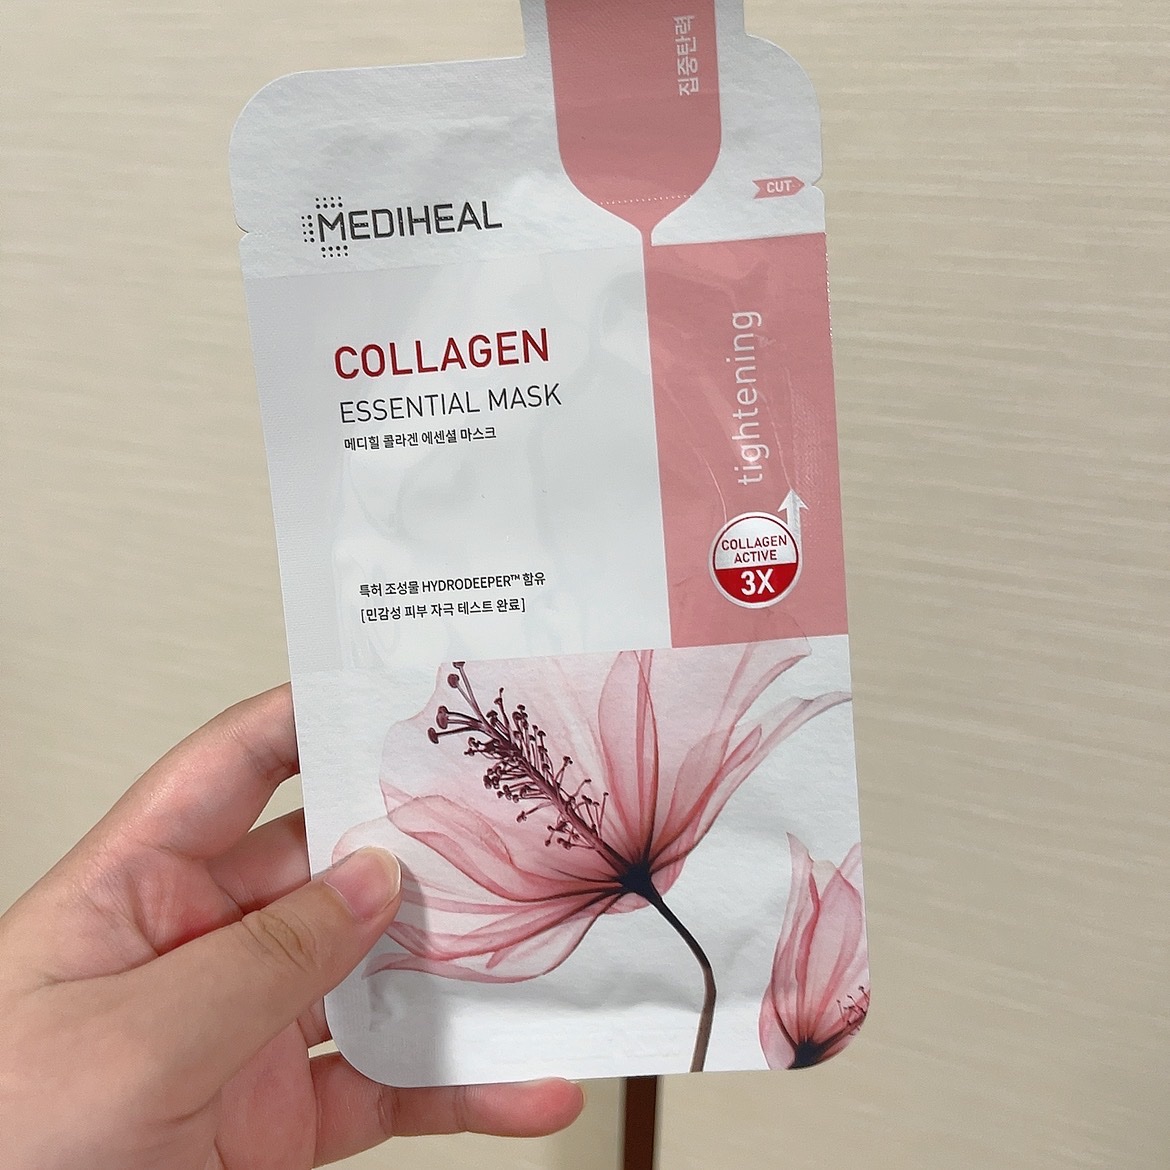 집중탄력
CUT
MEDIHEAL
COLLAGEN
ESSENTIAL MASK
메디힐 콜라겐 에센셜 마스크
tightening
COLLAGEN
ACTIVE
3X
특허 조성물 HYDRODEEPER™ 함유
[민감성 피부 자극 테스트 완료]